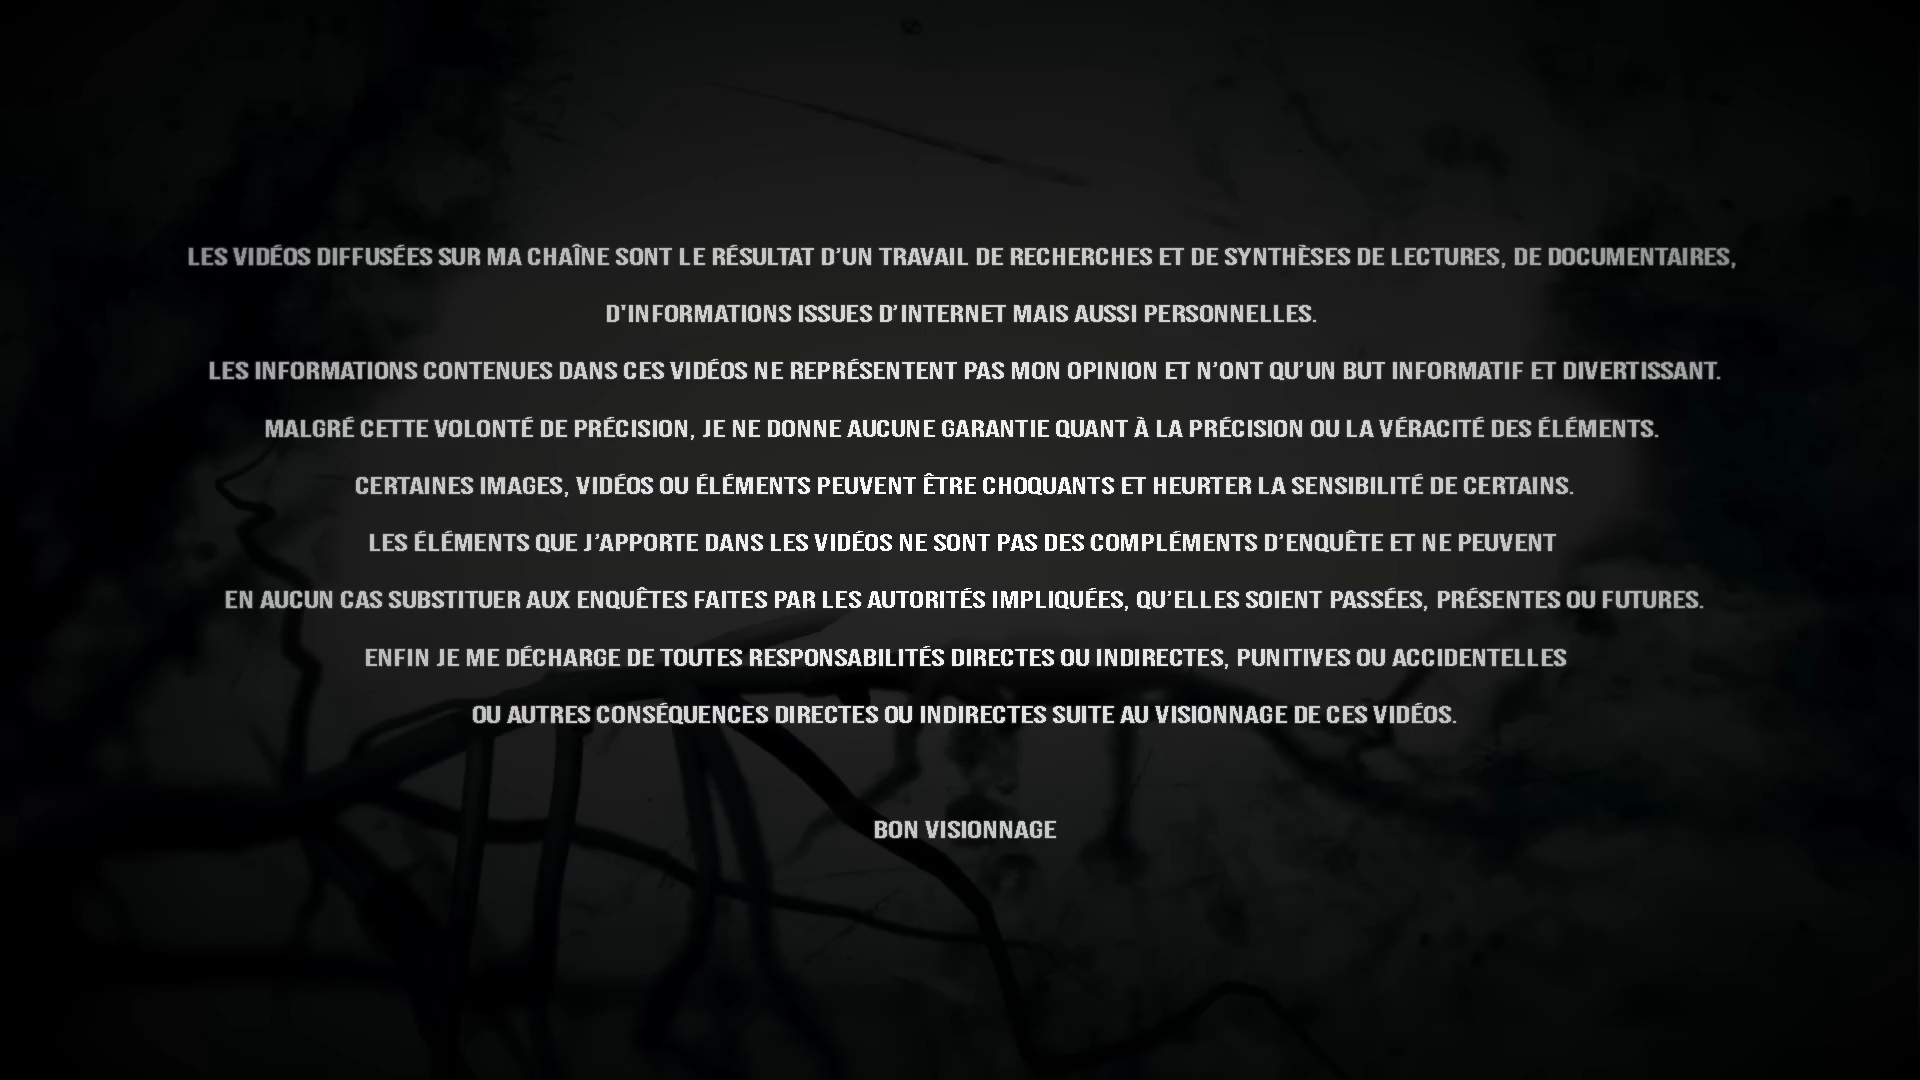 LES VIDÉOS DIFFUSÉES SUR MA CHAÎNE SONT LE RÉSULTAT D’UN TRAVAIL DE RECHERCHES ET DE SYNTHÈSES DE LECTURES, DE DOCUMENTAIRES,
D'INFORMATIONS ISSUES D’INTERNET MAIS AUSSI PERSONNELLES.
LES INFORMATIONS CONTENUES DANS CES VIDÉOS NE REPRÉSENTENT PAS MON OPINION ET N’ONT QU’UN BUT INFORMATIF ET DIVERTISSANT.
MALGRÉ CETTE VOLONTÉ DE PRÉCISION, JE NE DONNE AUCUNE GARANTIE QUANT À LA PRÉCISION OU LA VÉRACITÉ DES ÉLÉMENTS.
CERTAINES IMAGES, VIDÉOS OU ÉLÉMENTS PEUVENT ÊTRE CHOQUANTS ET HEURTER LA SENSIBILITÉ DE CERTAINS.
LES ÉLÉMENTS QUE J’APPORTE DANS LES VIDÉOS NE SONT PAS DES COMPLÉMENTS D’ENQUÊTE ET NE PEUVENT
EN AUCUN CAS SUBSTITUER AUX ENQUÊTES FAITES PAR LES AUTORITÉS IMPLIQUÉES, QU’ELLES SOIENT PASSÉES, PRÉSENTES OU FUTURES.
ENFIN JE ME DÉCHARGE DE TOUTES RESPONSABILITÉS DIRECTES OU INDIRECTES, PUNITIVES OU ACCIDENTELLES
OU AUTRES CONSÉQUENCES DIRECTES OU INDIRECTES SUITE AU VISIONNAGE DE CES VIDÉOS.
BON VISIONNAGE